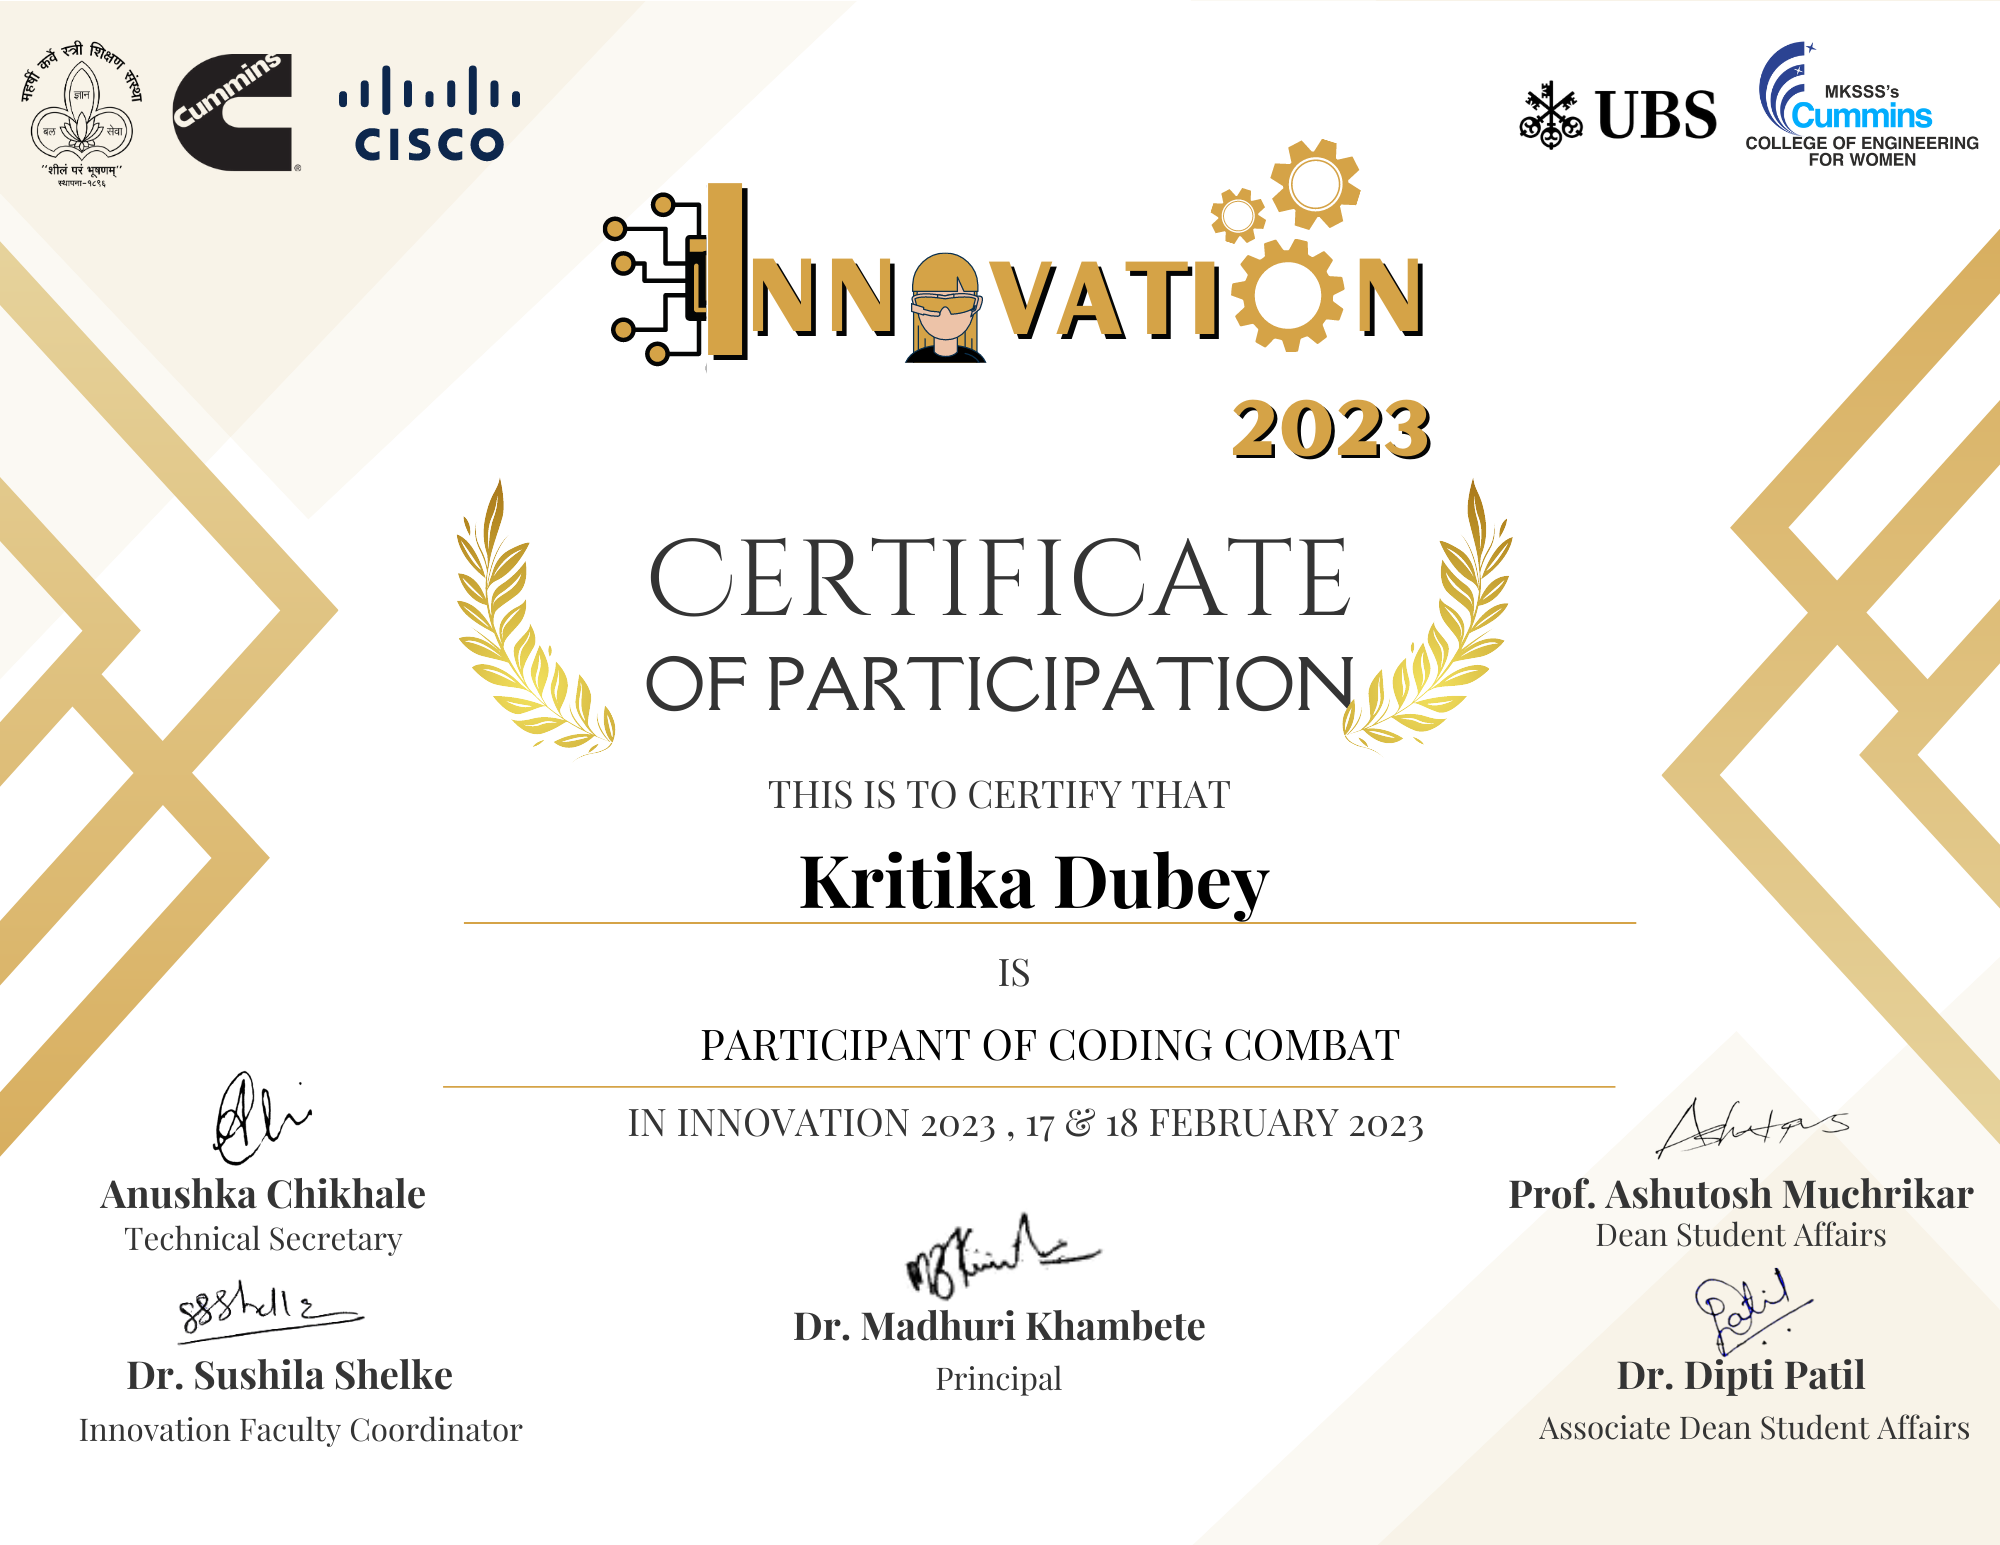 महर्षी कर्वे स्त्री शिक्षण संस्था
ज्ञान
बल
सेवा
"शीलं परं भूषणम्"
स्थापना-१८९६
Cummins
®
CISCO
UBS
MKSSS's
Cummins
COLLEGE OF ENGINEERING
FOR WOMEN
INNOVATION
2023
CERTIFICATE
OF PARTICIPATION
THIS IS TO CERTIFY THAT
Kritika Dubey
IS
PARTICIPANT OF CODING COMBAT
IN INNOVATION 2023 , 17 & 18 FEBRUARY 2023
Anushka Chikhale
Technical Secretary
SSShelke
Dr. Sushila Shelke
Innovation Faculty Coordinator
Dr. Madhuri Khambete
Principal
Ashutosh
Prof. Ashutosh Muchrikar
Dean Student Affairs
Patil
Dr. Dipti Patil
Associate Dean Student Affairs